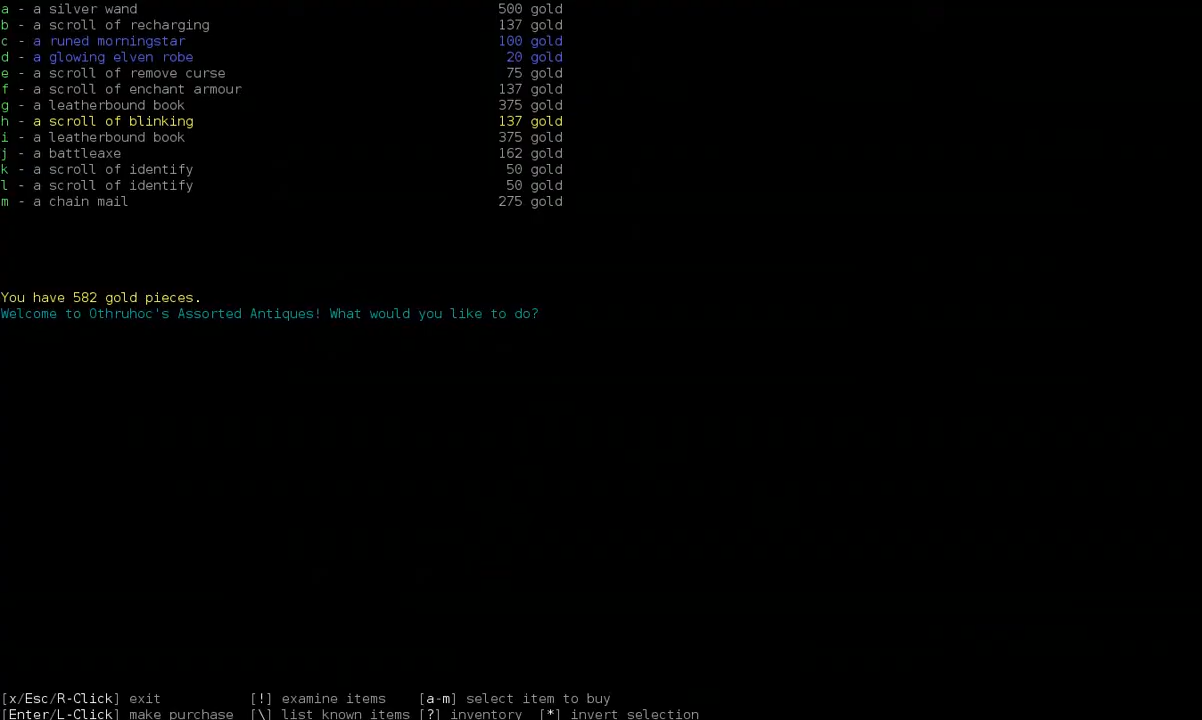 a - a silver wand 500 gold
b - a scroll of recharging 137 gold
c - a runed morningstar 100 gold
d - a glowing elven robe 20 gold
e - a scroll of remove curse 75 gold
f - a scroll of enchant armour 137 gold
g - a leatherbound book 375 gold
h - a scroll of blinking 137 gold
i - a leatherbound book 375 gold
j - a battleaxe 162 gold
k - a scroll of identify 50 gold
l - a scroll of identify 50 gold
m - a chain mail 275 gold
You have 582 gold pieces.
Welcome to Othruhoc's Assorted Antiques! What would you like to do?
[x/Esc/R-Click] exit [!] examine items [a-m] select item to buy
[Enter/L-Click] make purchase [\] list known items [?] inventory [*] invert selection